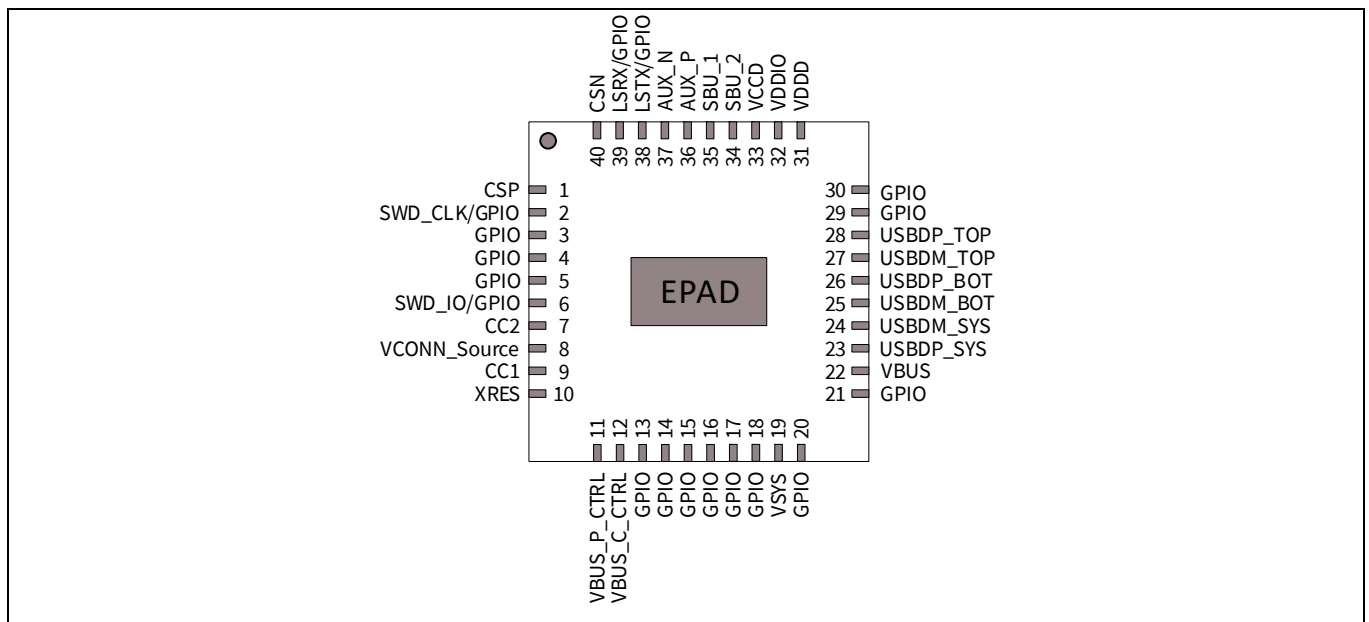 CSN
LSRX/GPIO
LSTX/GPIO
AUX_N
AUX_P
SBU_1
SBU_2
VCCD
VDDIO
VDDD
40
39
38
37
36
35
34
33
32
31
CSP 1
SWD_CLK/GPIO 2
GPIO 3
GPIO 4
GPIO 5
SWD_IO/GPIO 6
CC2 7
VCONN_Source 8
CC1 9
XRES 10
EPAD
30 GPIO
29 GPIO
28 USBDP_TOP
27 USBDM_TOP
26 USBDP_BOT
25 USBDM_BOT
24 USBDM_SYS
23 USBDP_SYS
22 VBUS
21 GPIO
11
12
13
14
15
16
17
18
19
20
VBUS_P_CTRL
VBUS_C_CTRL
GPIO
GPIO
GPIO
GPIO
GPIO
GPIO
VSYS
GPIO